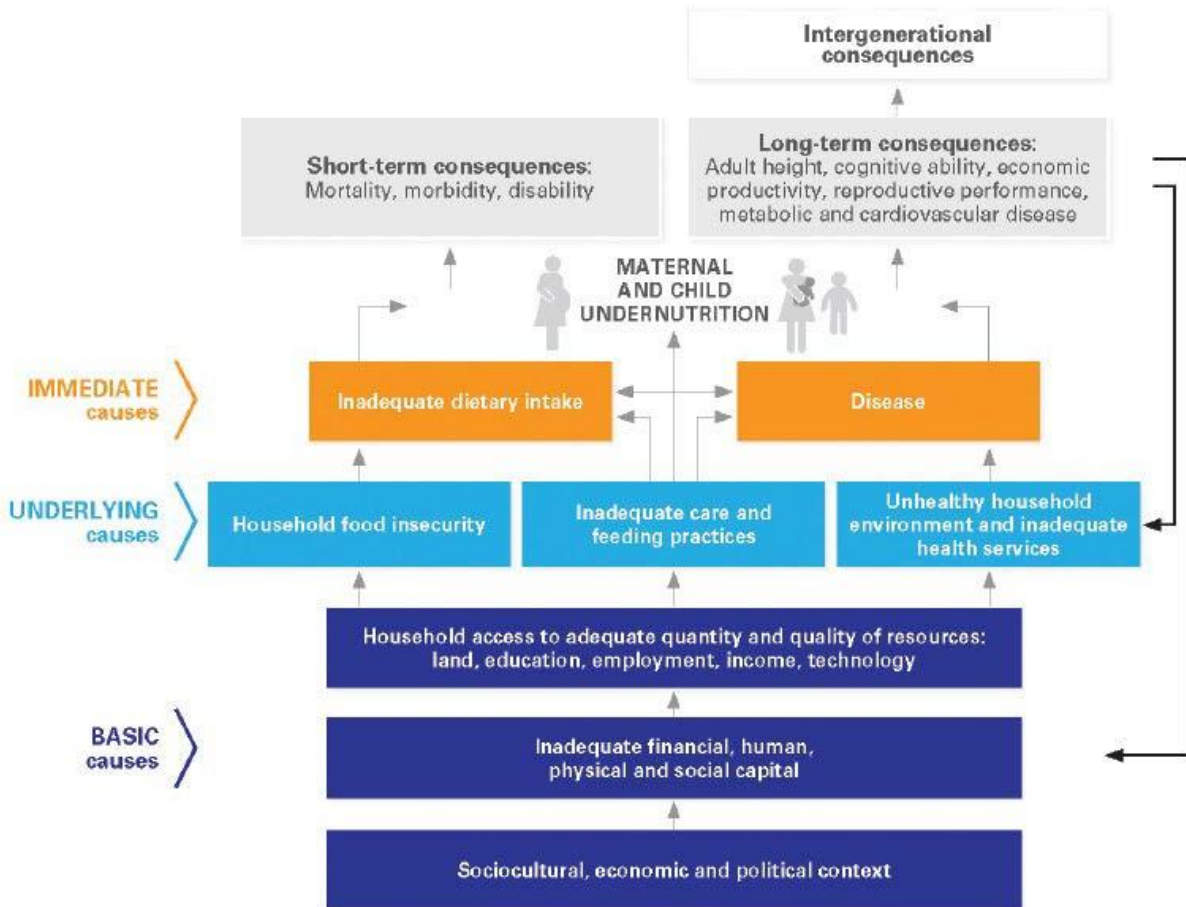 Intergenerational
consequences
Short-term consequences:
Mortality, morbidity, disability
Long-term consequences:
Adult height, cognitive ability, economic
productivity, reproductive performance,
metabolic and cardiovascular disease
MATERNAL
AND CHILD
UNDERNUTRITION
IMMEDIATE
causes
Inadequate dietary intake
Disease
UNDERLYING
causes
Household food insecurity
Inadequate care and
feeding practices
Unhealthy household
environment and inadequate
health services
Household access to adequate quantity and quality of resources:
land, education, employment, income, technology
BASIC
causes
Inadequate financial, human,
physical and social capital
Sociocultural, economic and political context